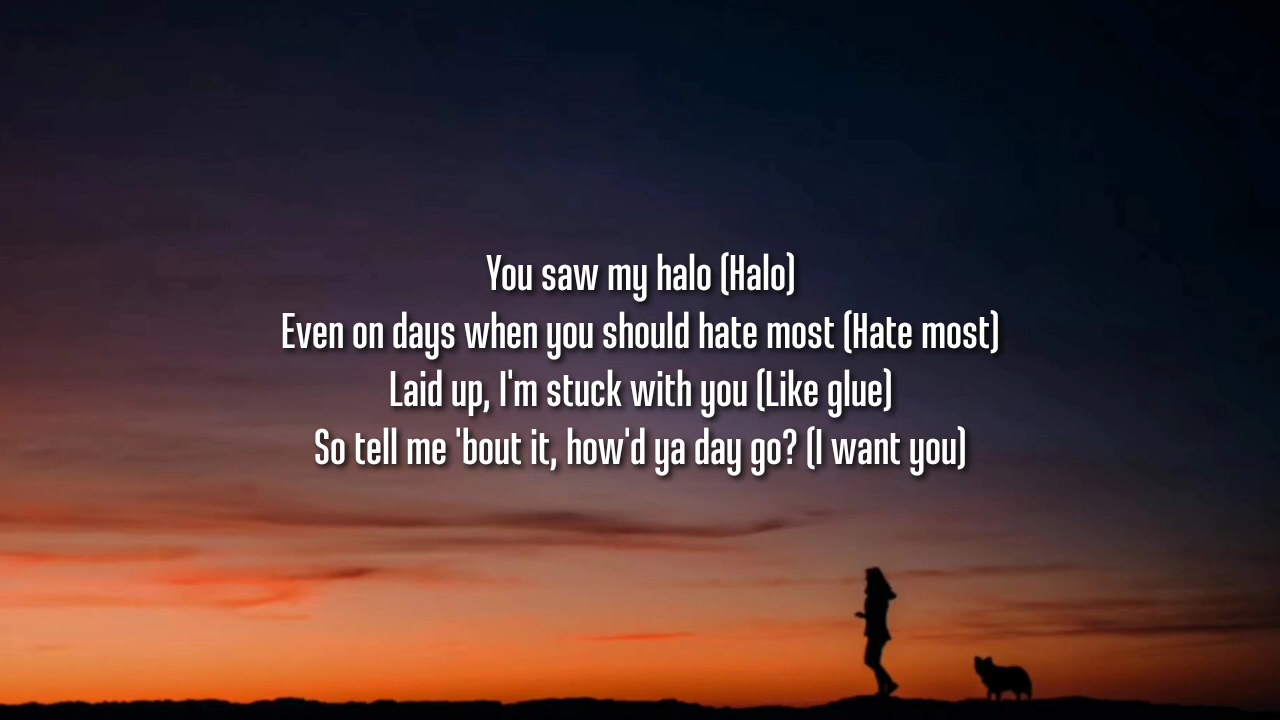 You saw my halo (Halo)
Even on days when you should hate most (Hate most)
Laid up, I'm stuck with you (Like glue)
So tell me 'bout it, how'd ya day go? (I want you)